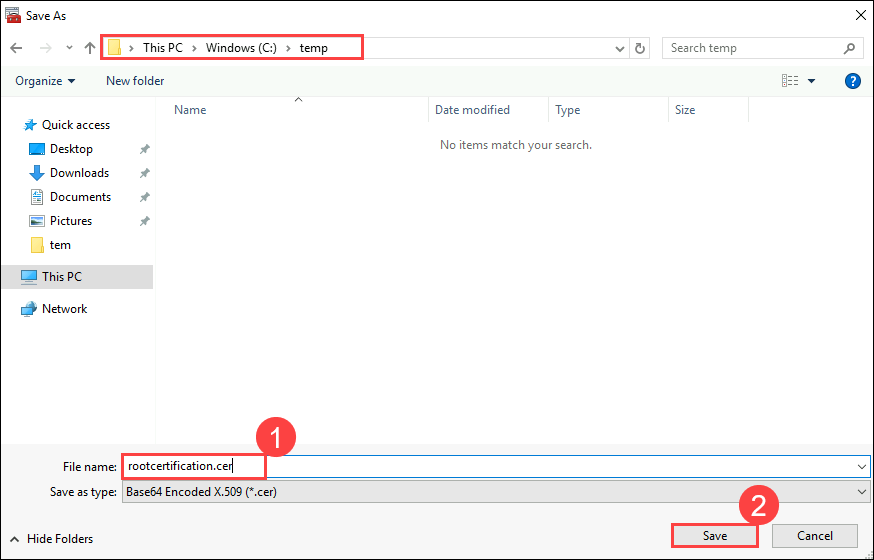 Save As
This PC > Windows (C:) > temp
Search temp
Organize
New folder
?
Name
Date modified
Type
Size
Quick access
Desktop
Downloads
Documents
Pictures
tem
This PC
Network
No items match your search.
1
File name: rootcertification.cer
Save as type: Base64 Encoded X.509 (*.cer)
2
Hide Folders
Save
Cancel